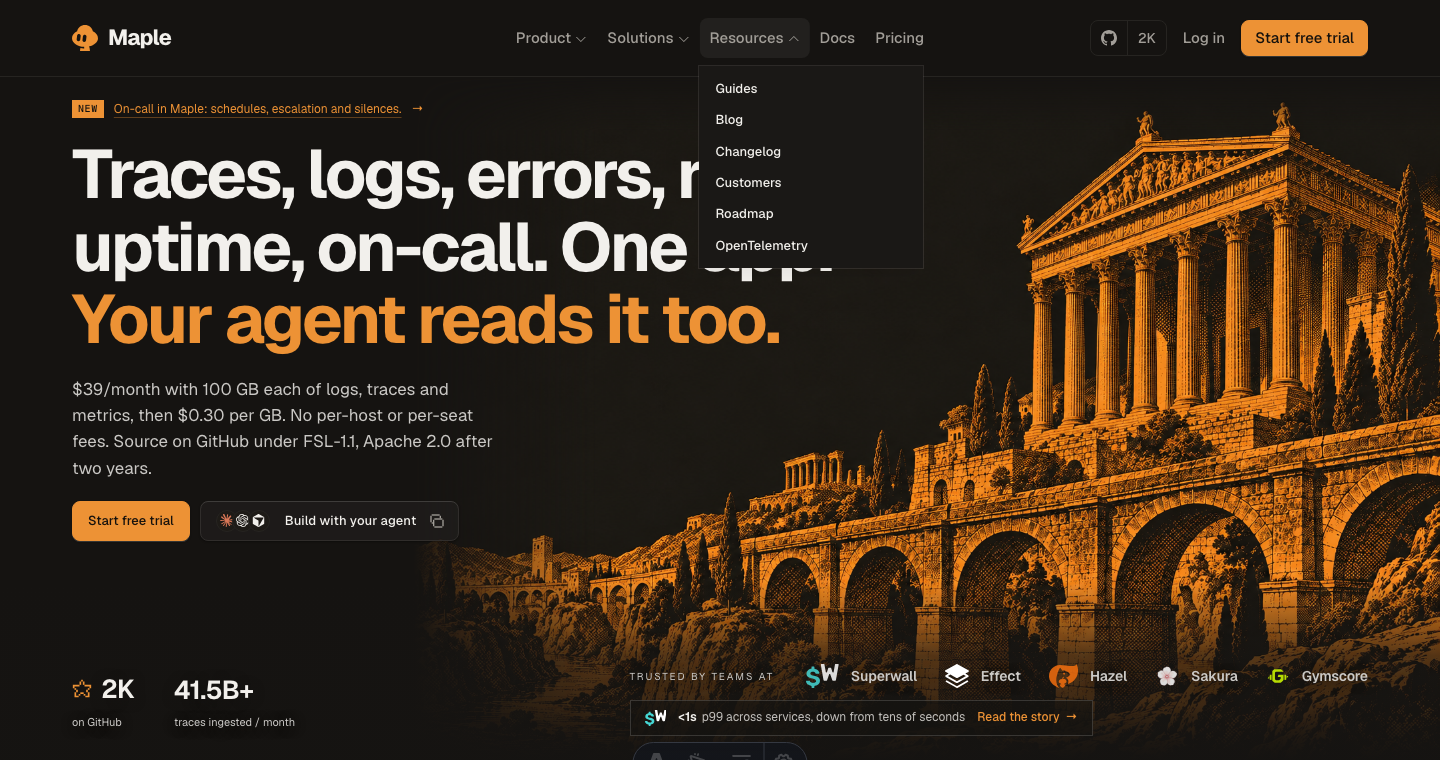 Maple
Product
Solutions
Resources
Docs
Pricing
2K
Log in
Start free trial
Guides
Blog
Changelog
Customers
Roadmap
OpenTelemetry
NEW On-call in Maple: schedules, escalation and silences. →
Traces, logs, errors,
uptime, on-call. One app.
Your agent reads it too.
$39/month with 100 GB each of logs, traces and
metrics, then $0.30 per GB. No per-host or per-seat
fees. Source on GitHub under FSL-1.1, Apache 2.0 after
two years.
Start free trial
Build with your agent
2K
on GitHub
41.5B+
traces ingested / month
TRUSTED BY TEAMS AT
$W Superwall
Effect
Hazel
Sakura
G Gymscore
$W <1s p99 across services, down from tens of seconds Read the story →